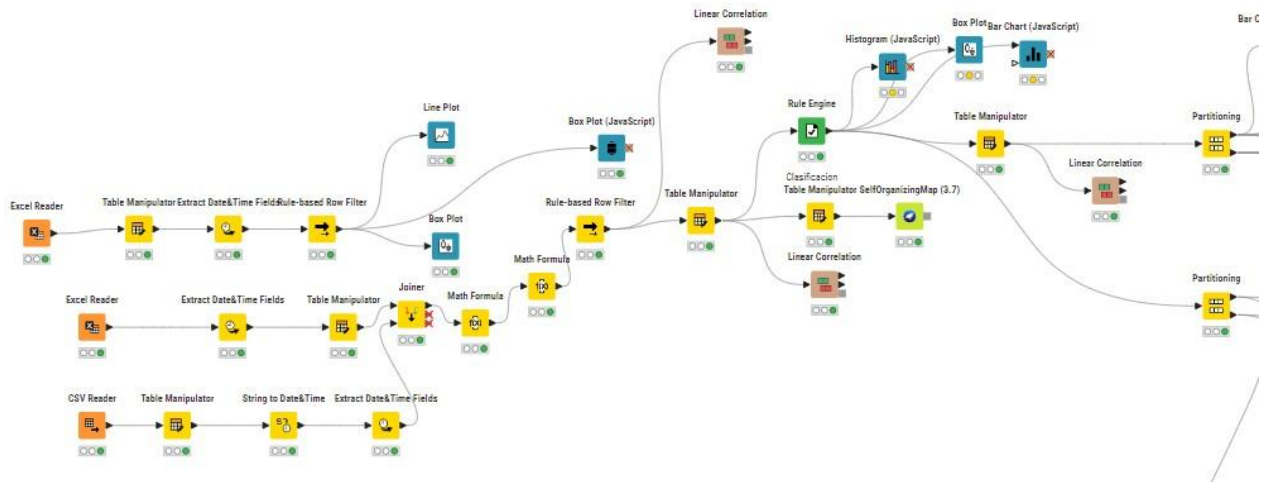 Linear Correlation
Bar C
Histogram (JavaScript)
Box Plot
Bar Chart (JavaScript)
Line Plot
Box Plot (JavaScript)
Rule Engine
Table Manipulator
Partitioning
Linear Correlation
Excel Reader
Table Manipulator
Extract Date&Time Fields
Rule-based Row Filter
Box Plot
Rule-based Row Filter
Table Manipulator
Clasificacion
Table Manipulator
SelfOrganizingMap (3.7)
Linear Correlation
Math Formula
Partitioning
Excel Reader
Extract Date&Time Fields
Table Manipulator
Joiner
Math Formula
CSV Reader
Table Manipulator
String to Date&Time
Extract Date&Time Fields